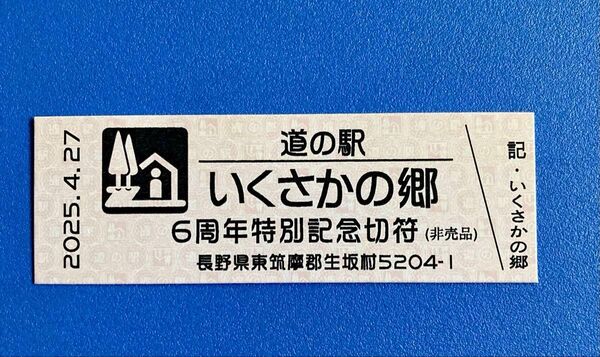 2025.4.27
道の駅
いくさかの郷
6周年特別記念切符(非売品)
長野県東筑摩郡生坂村5204-1
記・いくさかの郷